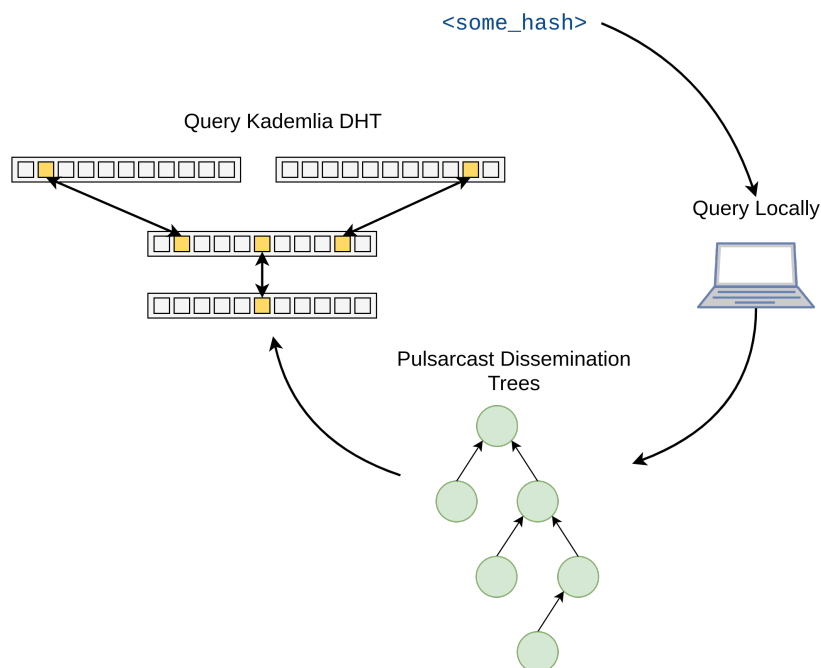 <some_hash>
Query Kademlia DHT
Query Locally
Pulsarcast Dissemination
Trees